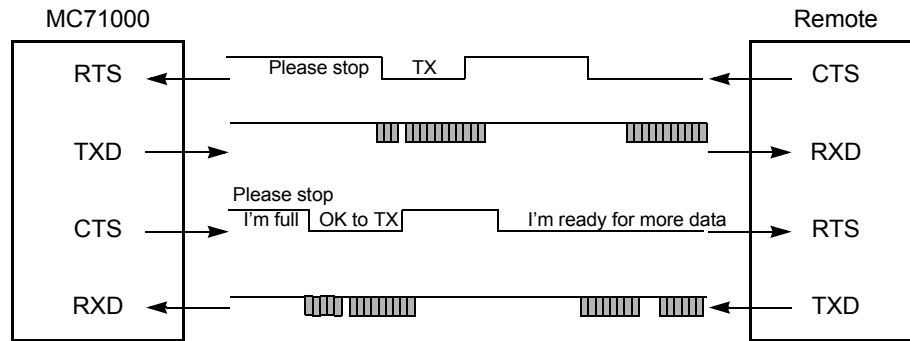 MC71000 Remote
RTS Please stop TX CTS
TXD RXD
Please stop
CTS I'm full OK to TX I'm ready for more data RTS
RXD TXD